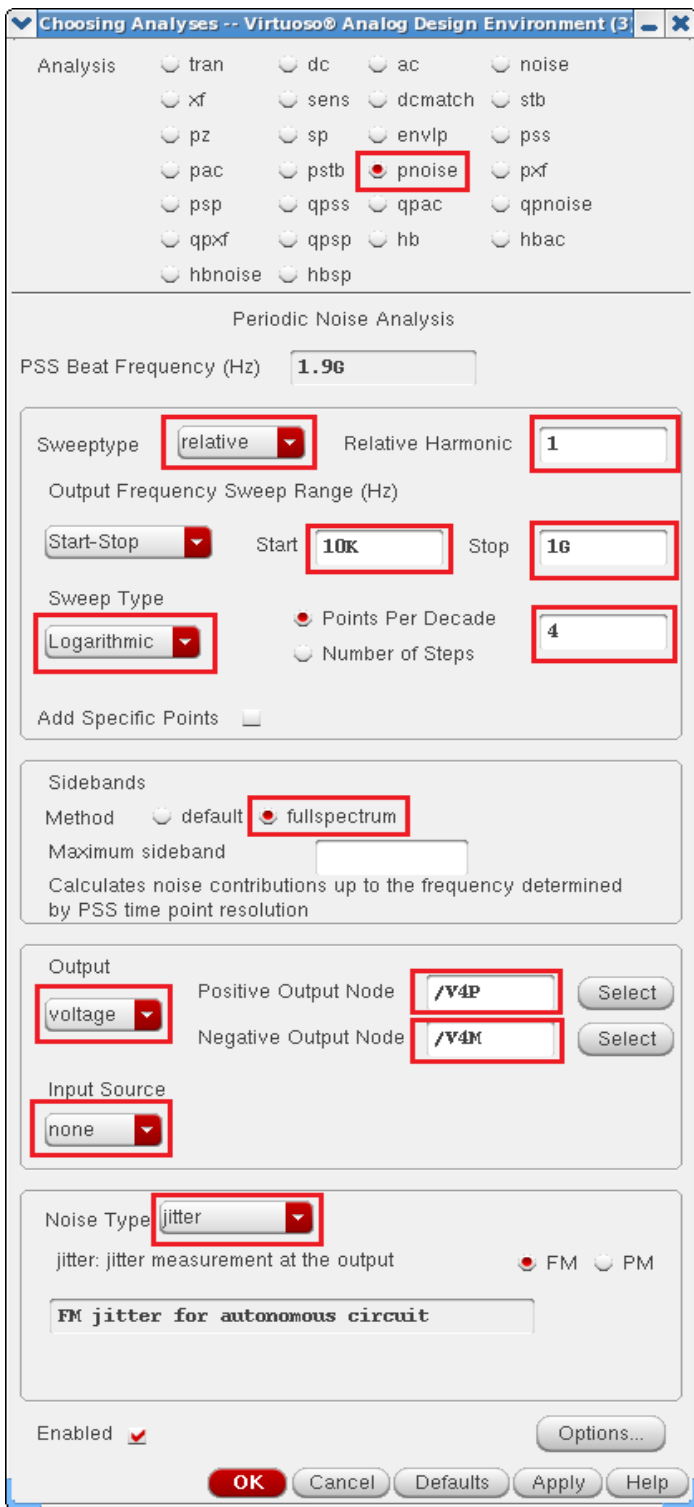 Choosing Analyses -- Virtuoso® Analog Design Environment (3)
Analysis tran dc ac noise
xf sens dcmatch stb
pz sp envlp pss
pac pstb pnoise pxf
psp qpss qpac qpnoise
qpxf qpsp hb hbac
hbnoise hbsp
Periodic Noise Analysis
PSS Beat Frequency (Hz) 1.9G
Sweeptype relative Relative Harmonic 1
Output Frequency Sweep Range (Hz)
Start-Stop Start 10K Stop 1G
Sweep Type
Logarithmic Points Per Decade 4
Number of Steps
Add Specific Points
Sidebands
Method default fullspectrum
Maximum sideband
Calculates noise contributions up to the frequency determined
by PSS time point resolution
Output
voltage Positive Output Node /V4P Select
Negative Output Node /V4M Select
Input Source
none
Noise Type jitter
jitter: jitter measurement at the output FM PM
FM jitter for autonomous circuit
Enabled Options...
OK Cancel Defaults Apply Help